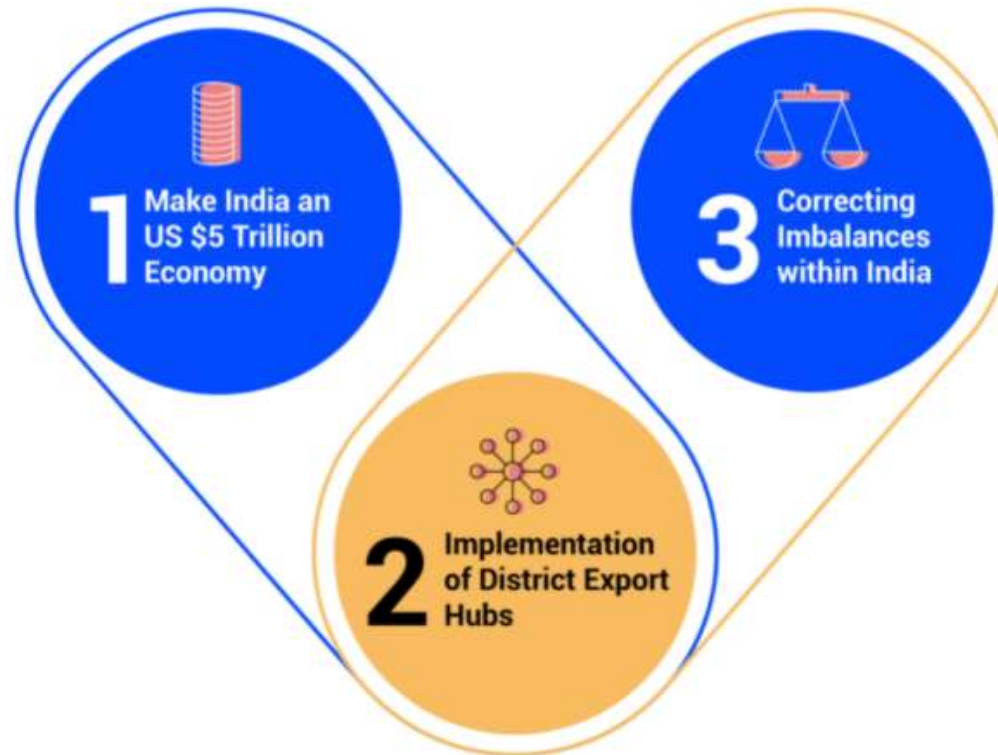 1
Make India an
US $5 Trillion
Economy
2
Implementation
of District Export
Hubs
3
Correcting
Imbalances
within India